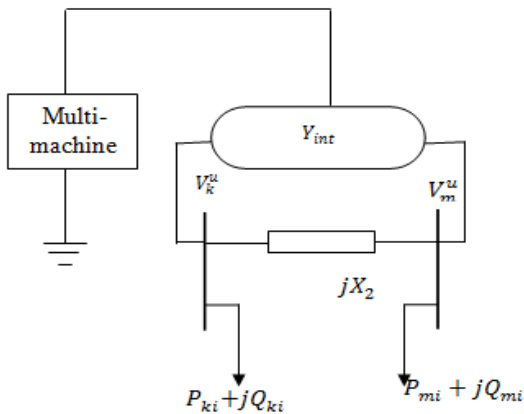 Multi-
machine
Y_int
V_k^u
V_m^u
jX_2
P_ki+jQ_ki
P_mi + jQ_mi